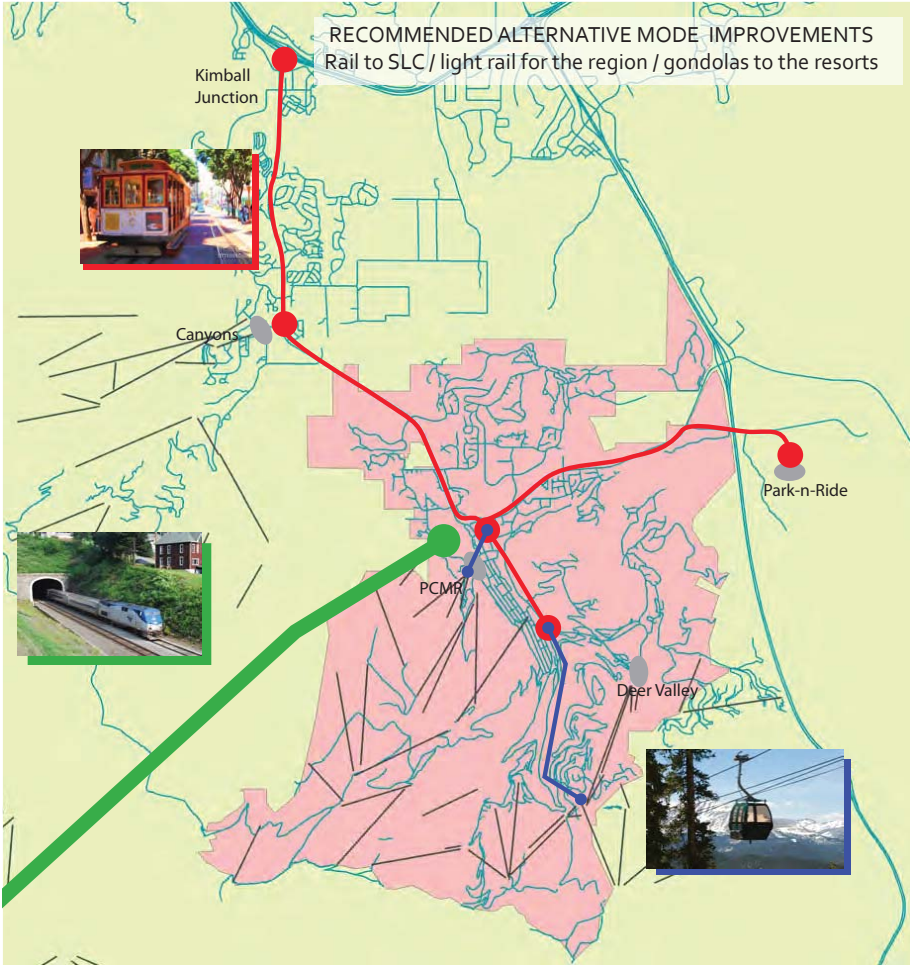 RECOMMENDED ALTERNATIVE MODE IMPROVEMENTS
Rail to SLC / light rail for the region / gondolas to the resorts
Kimball
Junction
Canyons
Park-n-Ride
PCMR
Deer Valley